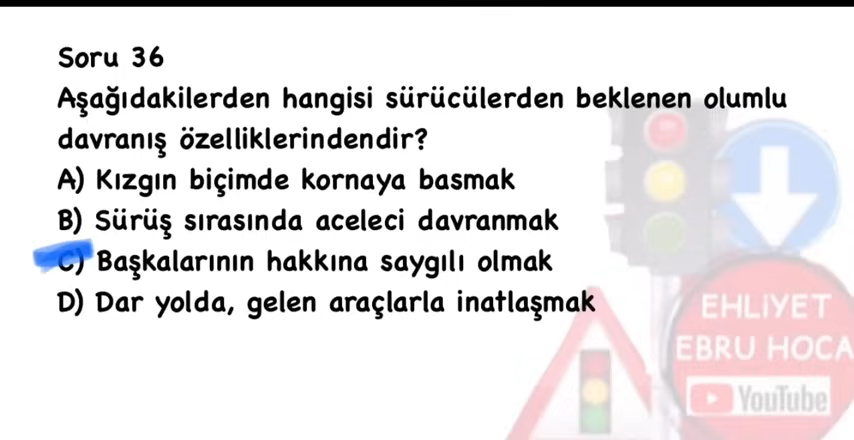 Soru 36
Aşağıdakilerden hangisi sürücülerden beklenen olumlu
davranış özelliklerindendir?
A) Kızgın biçimde kornaya basmak
B) Sürüş sırasında aceleci davranmak
C) Başkalarının hakkına saygılı olmak
D) Dar yolda, gelen araçlarla inatlaşmak
EHLİYET
EBRU HOCA
YouTube